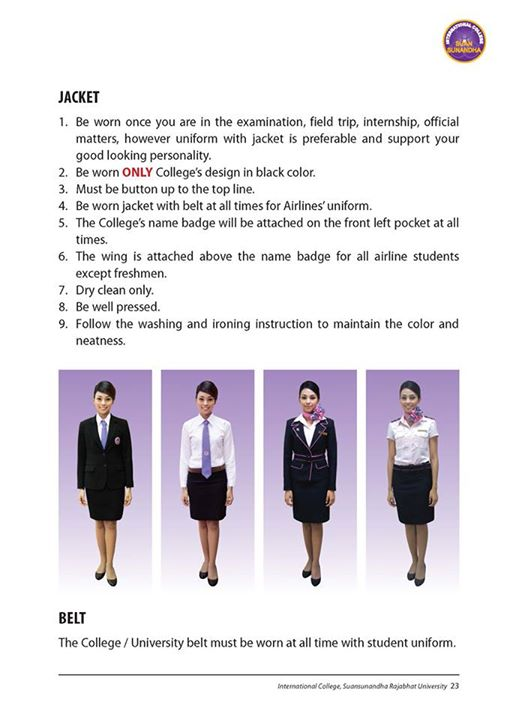 INTERNATIONAL COLLEGE
SUAN
SUNANDHA
JACKET
1. Be worn once you are in the examination, field trip, internship, official
matters, however uniform with jacket is preferable and support your
good looking personality.
2. Be worn ONLY College's design in black color.
3. Must be button up to the top line.
4. Be worn jacket with belt at all times for Airlines' uniform.
5. The College's name badge will be attached on the front left pocket at all
times.
6. The wing is attached above the name badge for all airline students
except freshmen.
7. Dry clean only.
8. Be well pressed.
9. Follow the washing and ironing instruction to maintain the color and
neatness.
BELT
The College / University belt must be worn at all time with student uniform.
International College, Suansunandha Rajabhat University 23